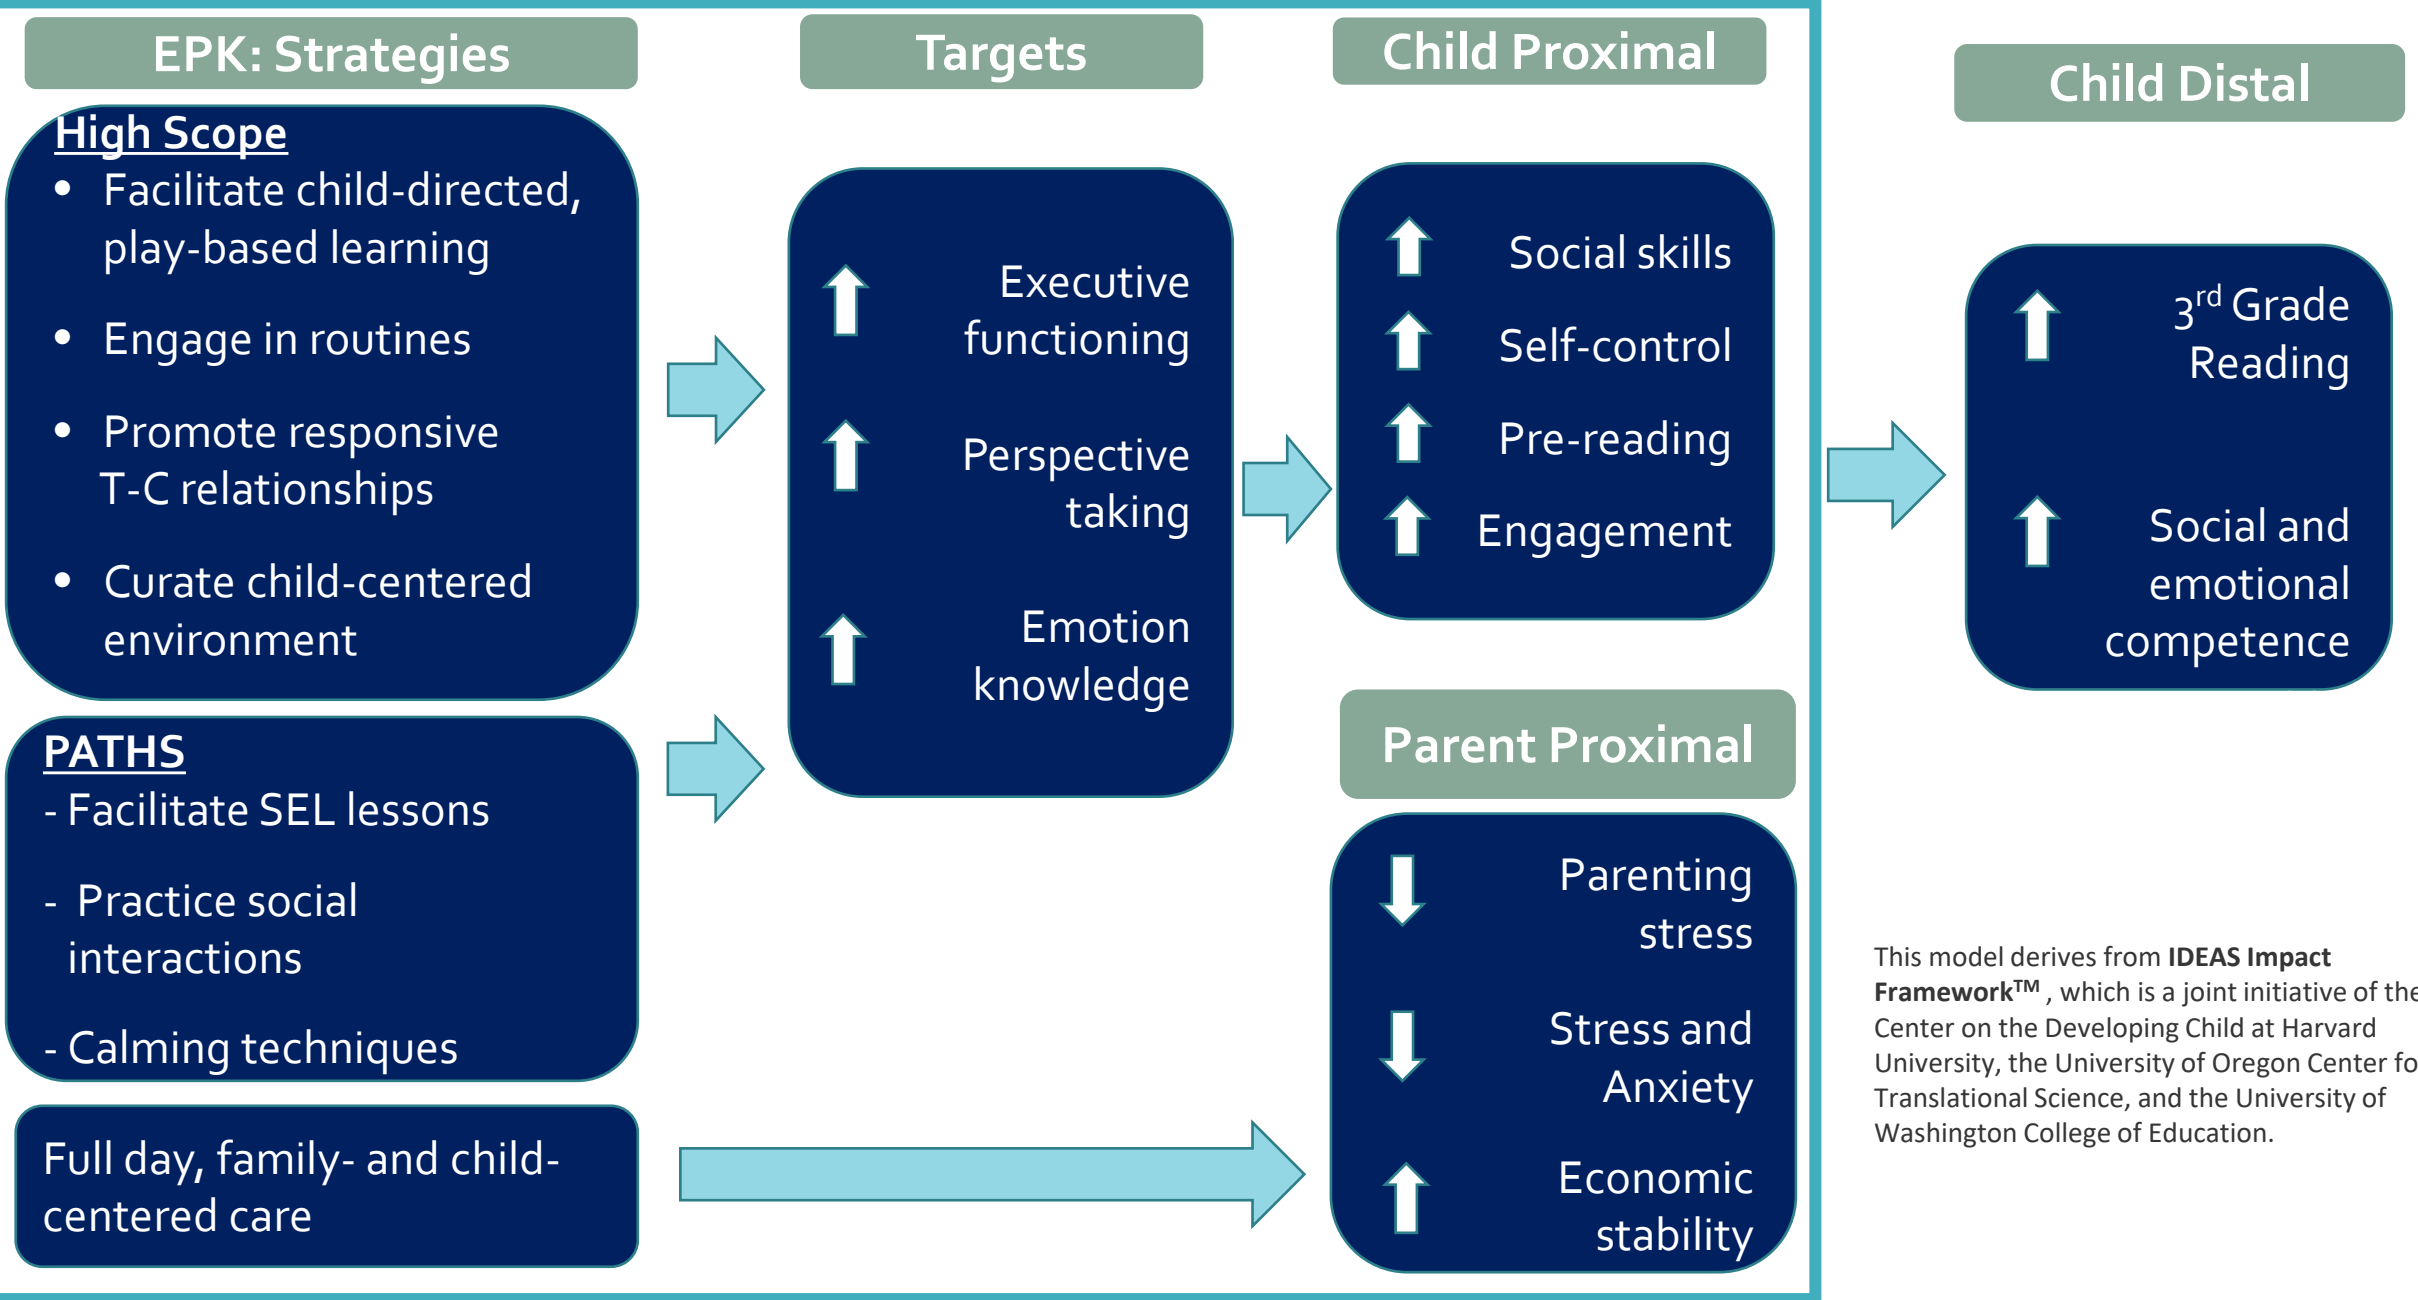 EPK: Strategies
High Scope
• Facilitate child-directed,
play-based learning
• Engage in routines
• Promote responsive
T-C relationships
• Curate child-centered
environment
PATHS
- Facilitate SEL lessons
- Practice social
interactions
- Calming techniques
Full day, family- and child-
centered care
Targets
Executive
functioning
Perspective
taking
Emotion
knowledge
Child Proximal
Social skills
Self-control
Pre-reading
Engagement
Parent Proximal
Parenting
stress
Stress and
Anxiety
Economic
stability
Child Distal
3rd Grade
Reading
Social and
emotional
competence
This model derives from IDEAS Impact
Framework™ , which is a joint initiative of the
Center on the Developing Child at Harvard
University, the University of Oregon Center fo
Translational Science, and the University of
Washington College of Education.